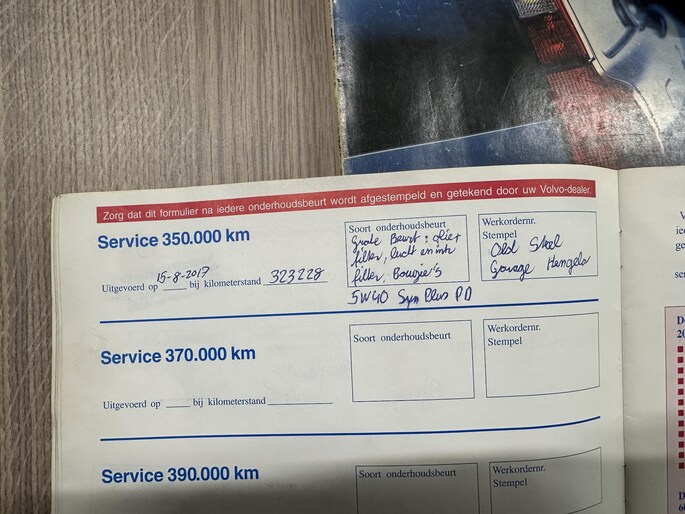 Zorg dat dit formulier na iedere onderhoudsbeurt wordt afgestempeld en getekend door uw Volvo-dealer.
Service 350.000 km
Uitgevoerd op 15-8-2017 bij kilometerstand 323228
Soort onderhoudsbeurt
Grote Beurt: olie+
filter, lucht en intr
filter, Bougie's
5W40 Syn Plus PD
Werkordernr.
Stempel
Old Skool
Garage Hengelo
Service 370.000 km
Uitgevoerd op ____ bij kilometerstand ____
Soort onderhoudsbeurt
Werkordernr.
Stempel
Service 390.000 km
Soort onderhoudsbeurt
Werkordernr.
Stempel